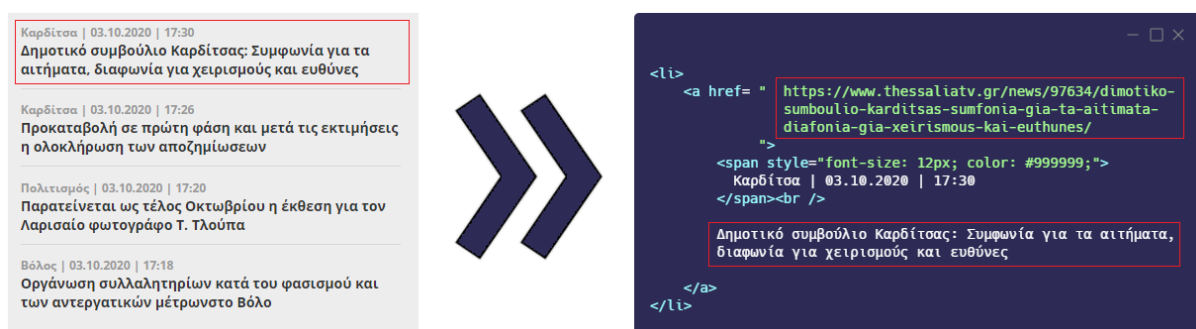 Καρδίτσα | 03.10.2020 | 17:30
Δημοτικό συμβούλιο Καρδίτσας: Συμφωνία για τα
αιτήματα, διαφωνία για χειρισμούς και ευθύνες
Καρδίτσα | 03.10.2020 | 17:26
Προκαταβολή σε πρώτη φάση και μετά τις εκτιμήσεις
η ολοκλήρωση των αποζημίωσεων
Πολιτισμός | 03.10.2020 | 17:20
Παρατείνεται ως τέλος Οκτωβρίου η έκθεση για τον
Λαρισαίο φωτογράφο Τ. Τλούπα
Βόλος | 03.10.2020 | 17:18
Οργάνωση συλλαλητηρίων κατά του φασισμού και
των αντεργατικών μέτρωνστο Βόλο
<li>
<a href= " https://www.thessaliatv.gr/news/97634/dimotiko-
sumboulio-karditsas-sumfonia-gia-ta-aitimata-
diafonia-gia-xeirismous-kai-euthunes/
">
<span style="font-size: 12px; color: #999999;">
Καρδίτσα | 03.10.2020 | 17:30
</span><br />
Δημοτικό συμβούλιο Καρδίτσας: Συμφωνία για τα αιτήματα,
διαφωνία για χειρισμούς και ευθύνες
</a>
</li>